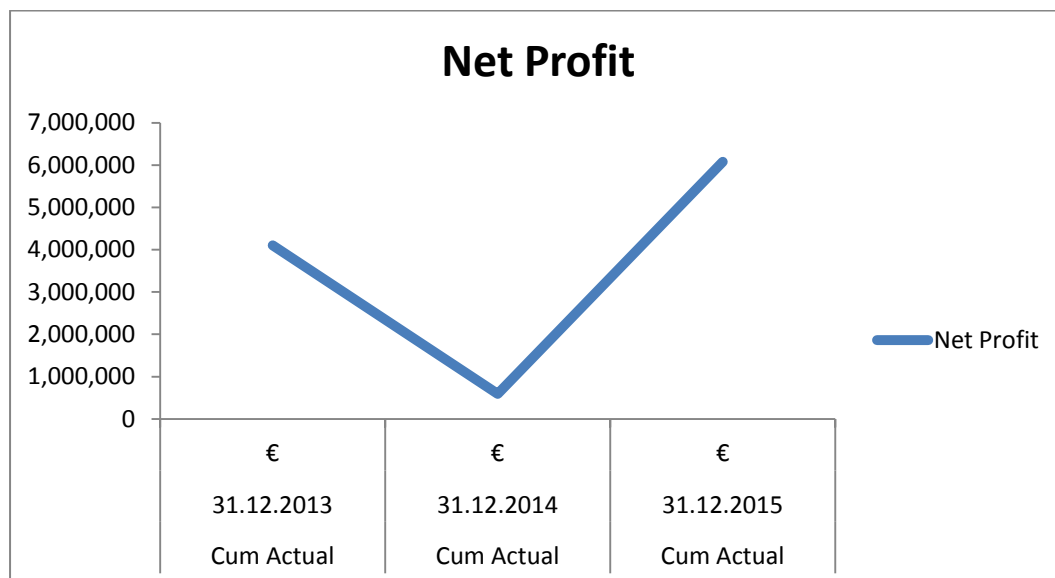 Net Profit
7,000,000
6,000,000
5,000,000
4,000,000
3,000,000
2,000,000
1,000,000
0
Net Profit
€ € €
31.12.2013 31.12.2014 31.12.2015
Cum Actual Cum Actual Cum Actual